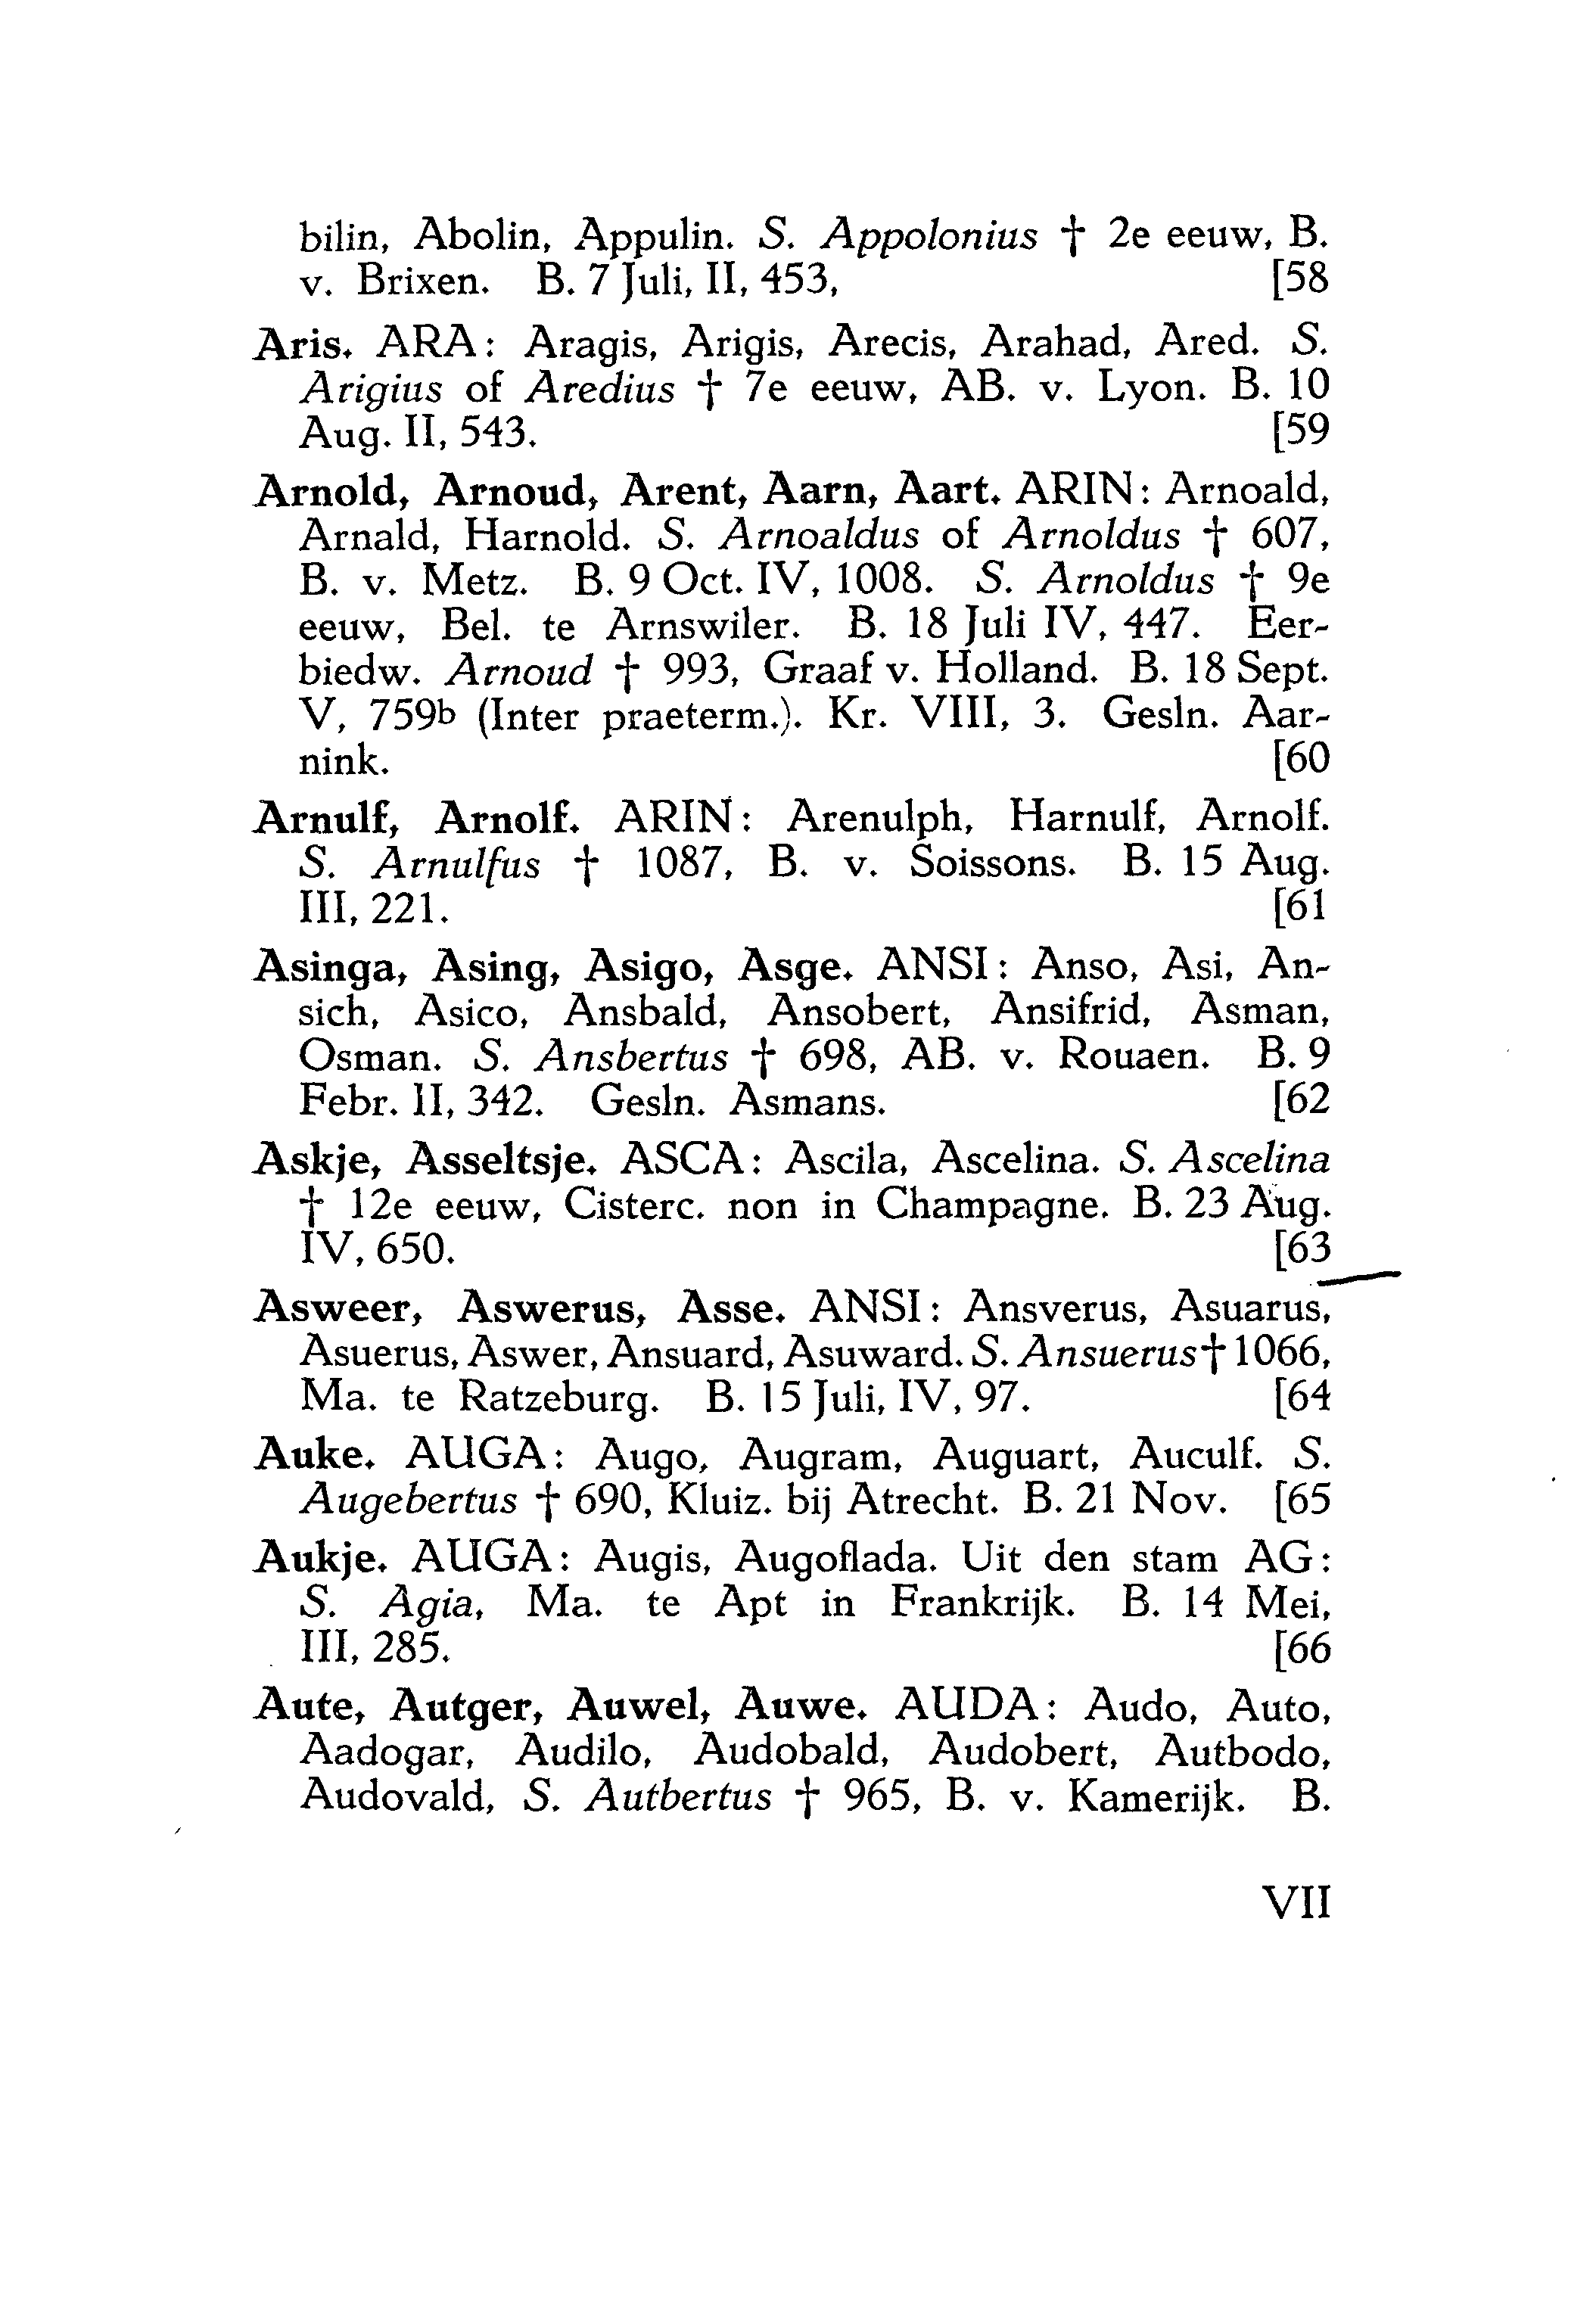 bilin, Abolin, Appulin. S. Appolonius † 2e eeuw, B.
v. Brixen. B. 7 Juli, II, 453, [58
Aris. ARA: Aragis, Arigis, Arecis, Arahad, Ared. S.
Arigius of Aredius † 7e eeuw, AB. v. Lyon. B. 10
Aug. II, 543. [59
Arnold, Arnoud, Arent, Aarn, Aart. ARIN: Arnoald,
Arnald, Harnold. S. Arnoaldus of Arnoldus † 607,
B. v. Metz. B. 9 Oct. IV, 1008. S. Arnoldus † 9e
eeuw, Bel. te Arnswiler. B. 18 Juli IV, 447. Eer-
biedw. Arnoud † 993, Graaf v. Holland. B. 18 Sept.
V, 759b (Inter praeterm.). Kr. VIII, 3. Gesln. Aar-
nink. [60
Arnulf, Arnolf. ARIN: Arenulph, Harnulf, Arnolf.
S. Arnulfus † 1087, B. v. Soissons. B. 15 Aug.
III, 221. [61
Asinga, Asing, Asigo, Asge. ANSI: Anso, Asi, An-
sich, Asico, Ansbald, Ansobert, Ansifrid, Asman,
Osman. S. Ansbertus † 698, AB. v. Rouaen. B. 9
Febr. II, 342. Gesln. Asmans. [62
Askje, Asseltsje. ASCA: Ascila, Ascelina. S. Ascelina
† 12e eeuw, Cisterc. non in Champagne. B. 23 Aug.
IV, 650. [63
Asweer, Aswerus, Asse. ANSI: Ansverus, Asuarus,
Asuerus, Aswer, Ansuard, Asuward. S. Ansuerus † 1066,
Ma. te Ratzeburg. B. 15 Juli, IV, 97. [64
Auke. AUGA: Augo, Augram, Auguart, Auculf. S.
Augebertus † 690, Kluiz. bij Atrecht. B. 21 Nov. [65
Aukje. AUGA: Augis, Augoflada. Uit den stam AG:
S. Agia, Ma. te Apt in Frankrijk. B. 14 Mei,
III, 285. [66
Aute, Autger, Auwel, Auwe. AUDA: Audo, Auto,
Aadogar, Audilo, Audobald, Audobert, Autbodo,
Audovald, S. Autbertus † 965, B. v. Kamerijk. B.
VII